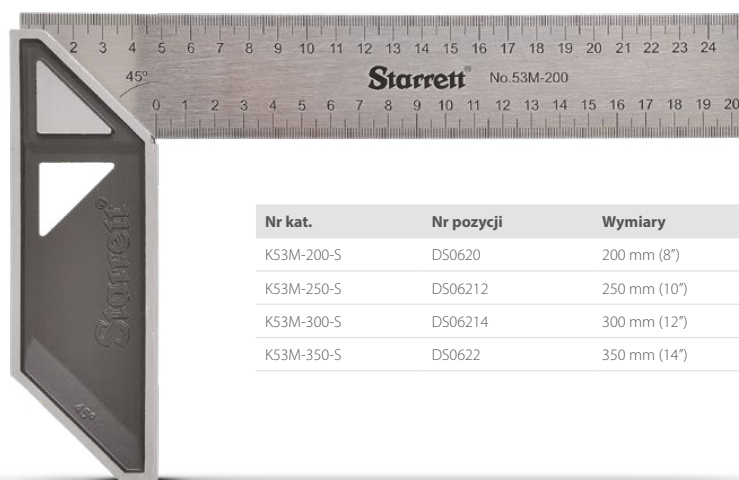 2 3 4 5 6 7 8 9 10 11 12 13 14 15 16 17 18 19 20 21 22 23 24
45°
Starrett® No.53M-200
0 1 2 3 4 5 6 7 8 9 10 11 12 13 14 15 16 17 18 19 20
Starrett®
45°
Nr kat. Nr pozycji Wymiary
K53M-200-S DS0620 200 mm (8”)
K53M-250-S DS06212 250 mm (10”)
K53M-300-S DS06214 300 mm (12”)
K53M-350-S DS0622 350 mm (14”)